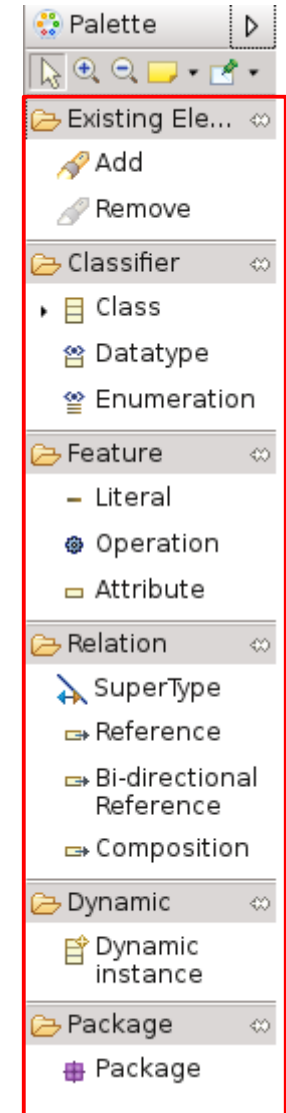 Palette
Existing Ele...
Add
Remove
Classifier
Class
Datatype
Enumeration
Feature
Literal
Operation
Attribute
Relation
SuperType
Reference
Bi-directional
Reference
Composition
Dynamic
Dynamic
instance
Package
Package